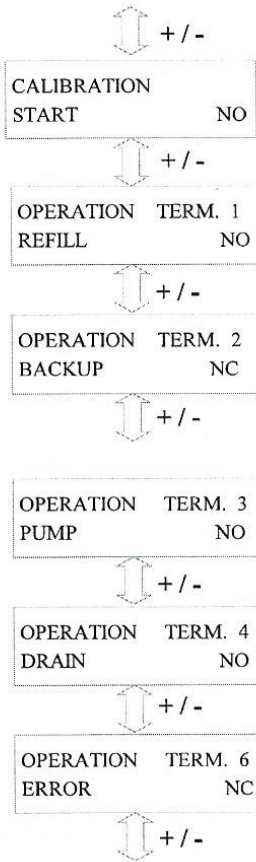 + / -
CALIBRATION
START NO
+ / -
OPERATION TERM. 1
REFILL NO
+ / -
OPERATION TERM. 2
BACKUP NC
+ / -
OPERATION TERM. 3
PUMP NO
+ / -
OPERATION TERM. 4
DRAIN NO
+ / -
OPERATION TERM. 6
ERROR NC
+ / -